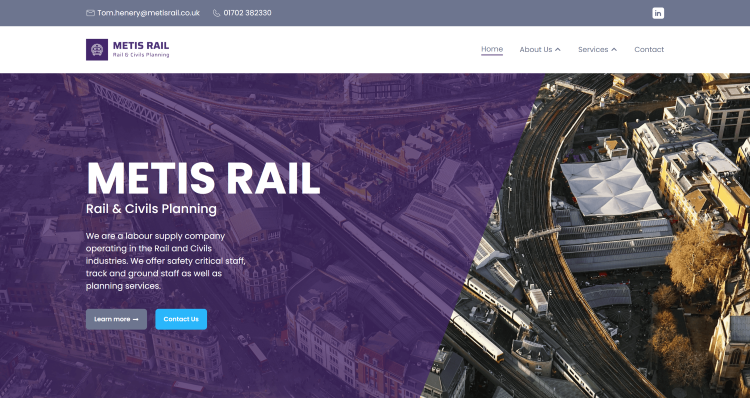 Tom.henery@metisrail.co.uk 01702 382330 in
METIS RAIL
Rail & Civils Planning
Home About Us Services Contact
METIS RAIL
Rail & Civils Planning
We are a labour supply company
operating in the Rail and Civils
industries. We offer safety critical staff,
track and ground staff as well as
planning services.
Learn more → Contact Us